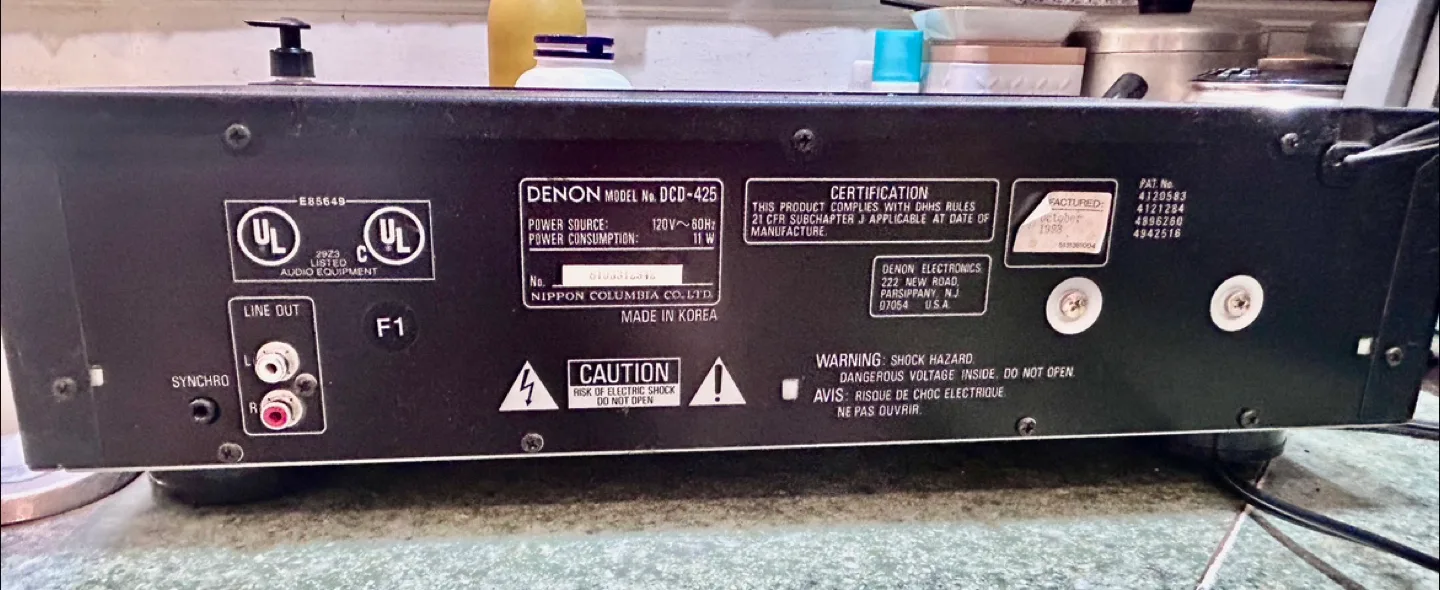 E85649
UL
C UL
29Z3
LISTED
AUDIO EQUIPMENT
LINE OUT
L
R
SYNCHRO
F1
DENON MODEL No. DCD-425
POWER SOURCE: 120V~60Hz
POWER CONSUMPTION: 11 W
No.
NIPPON COLUMBIA CO., LTD.
MADE IN KOREA
CAUTION
RISK OF ELECTRIC SHOCK
DO NOT OPEN
CERTIFICATION
THIS PRODUCT COMPLIES WITH DHHS RULES
21 CFR SUBCHAPTER J APPLICABLE AT DATE OF
MANUFACTURE.
DENON ELECTRONICS
222 NEW ROAD,
PARSIPPANY, N.J.
07054 U.S.A.
FACTURED:
October
1993
PAT. No.
4120583
4121284
4896260
4942516
WARNING: SHOCK HAZARD.
DANGEROUS VOLTAGE INSIDE. DO NOT OPEN.
AVIS: RISQUE DE CHOC ELECTRIQUE.
NE PAS OUVRIR.